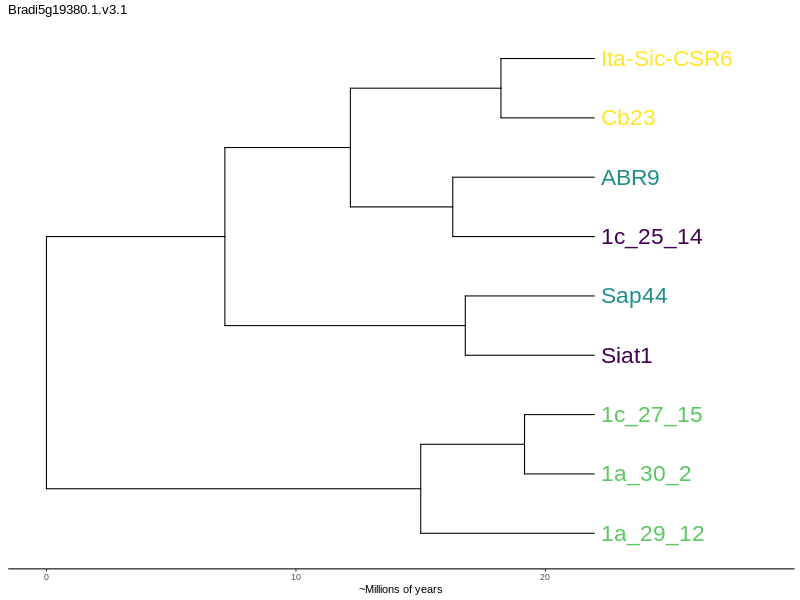 Bradi5g19380.1.v3.1
Ita-Sic-CSR6
Cb23
ABR9
1c_25_14
Sap44
Siat1
1c_27_15
1a_30_2
1a_29_12
0 10 20
~Millions of years